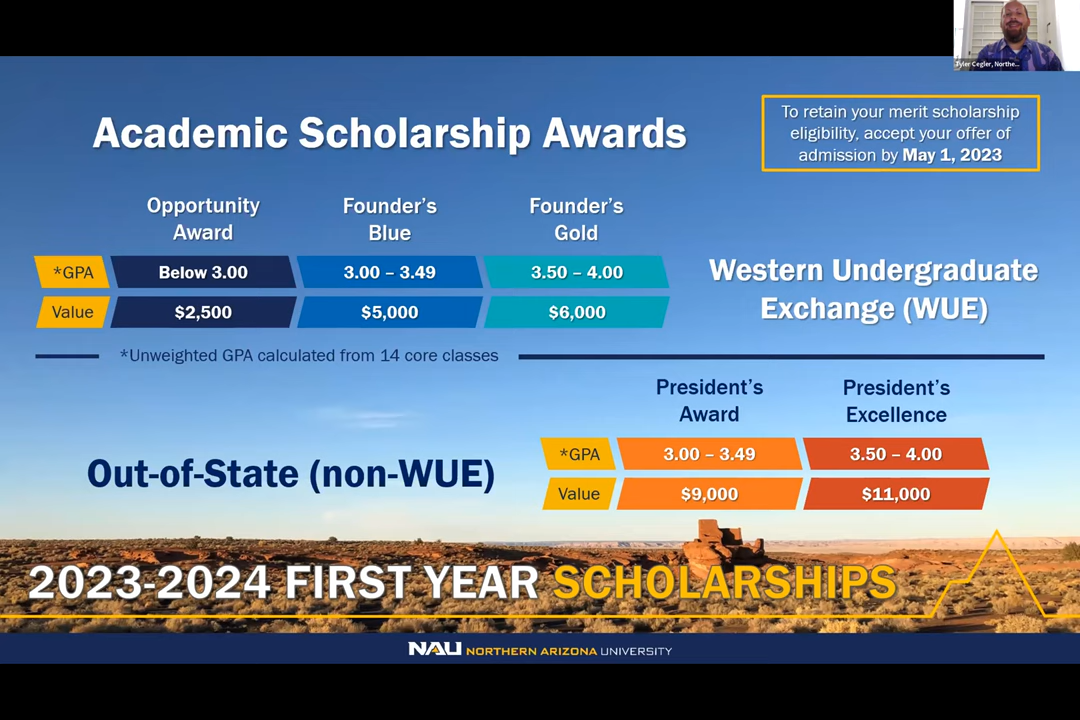 Tyler Cegler, Northe...
Academic Scholarship Awards
To retain your merit scholarship
eligibility, accept your offer of
admission by May 1, 2023
Opportunity
Award
Founder's
Blue
Founder's
Gold
*GPA Below 3.00 3.00 – 3.49 3.50 – 4.00
Value $2,500 $5,000 $6,000
Western Undergraduate
Exchange (WUE)
*Unweighted GPA calculated from 14 core classes
Out-of-State (non-WUE)
President's
Award
President's
Excellence
*GPA 3.00 – 3.49 3.50 – 4.00
Value $9,000 $11,000
2023-2024 FIRST YEAR SCHOLARSHIPS
NAU NORTHERN ARIZONA UNIVERSITY